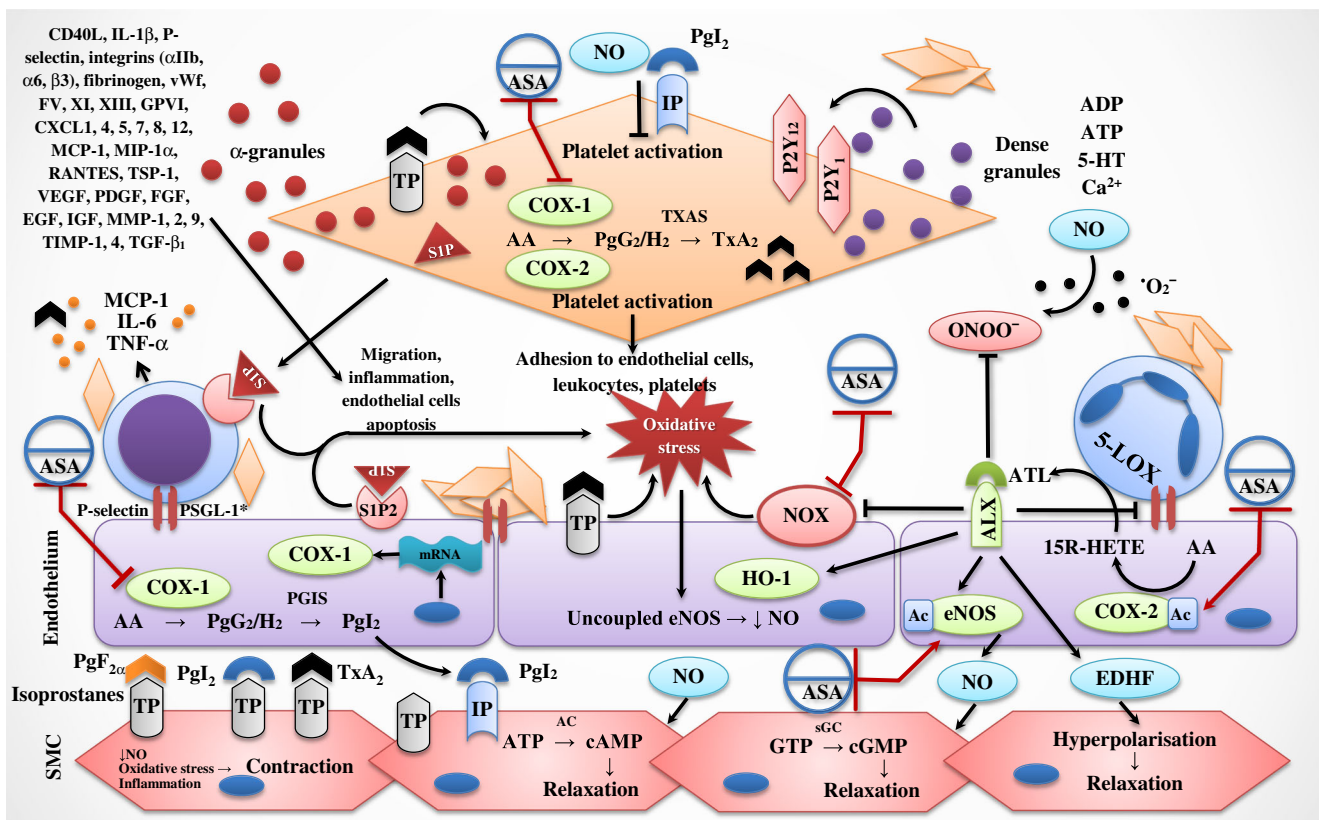 CD40L, IL-1β, P-
selectin, integrins (αIIb,
α6, β3), fibrinogen, vWf,
FV, XI, XIII, GPVI,
CXCL1, 4, 5, 7, 8, 12,
MCP-1, MIP-1α,
RANTES, TSP-1,
VEGF, PDGF, FGF,
EGF, IGF, MMP-1, 2, 9,
TIMP-1, 4, TGF-β₁
α-granules
TP
ASA
NO
PgI₂
IP
Platelet activation
P2Y₁₂
P2Y₁
Dense
granules
ADP
ATP
5-HT
Ca²⁺
NO
•O₂⁻
ONOO⁻
COX-1
TXAS
AA → PgG₂/H₂ → TxA₂
COX-2
S1P
Platelet activation
Adhesion to endothelial cells,
leukocytes, platelets
MCP-1
IL-6
TNF-α
S1P
Migration,
inflammation,
endothelial cells
apoptosis
Oxidative
stress
ASA
ASA
5-LOX
ASA
P-selectin
PSGL-1*
S1P
S1P2
TP
NOX
ALX
ATL
15R-HETE
AA
Endothelium
COX-1
mRNA
COX-1
PGIS
AA → PgG₂/H₂ → PgI₂
HO-1
Uncoupled eNOS → ↓ NO
Ac
eNOS
COX-2
Ac
PgF₂α
Isoprostanes
TP
PgI₂
TP
TxA₂
TP
TP
PgI₂
IP
NO
ASA
NO
EDHF
SMC
↓NO
Oxidative stress →
Inflammation
Contraction
AC
ATP → cAMP
↓
Relaxation
sGC
GTP → cGMP
↓
Relaxation
Hyperpolarisation
↓
Relaxation